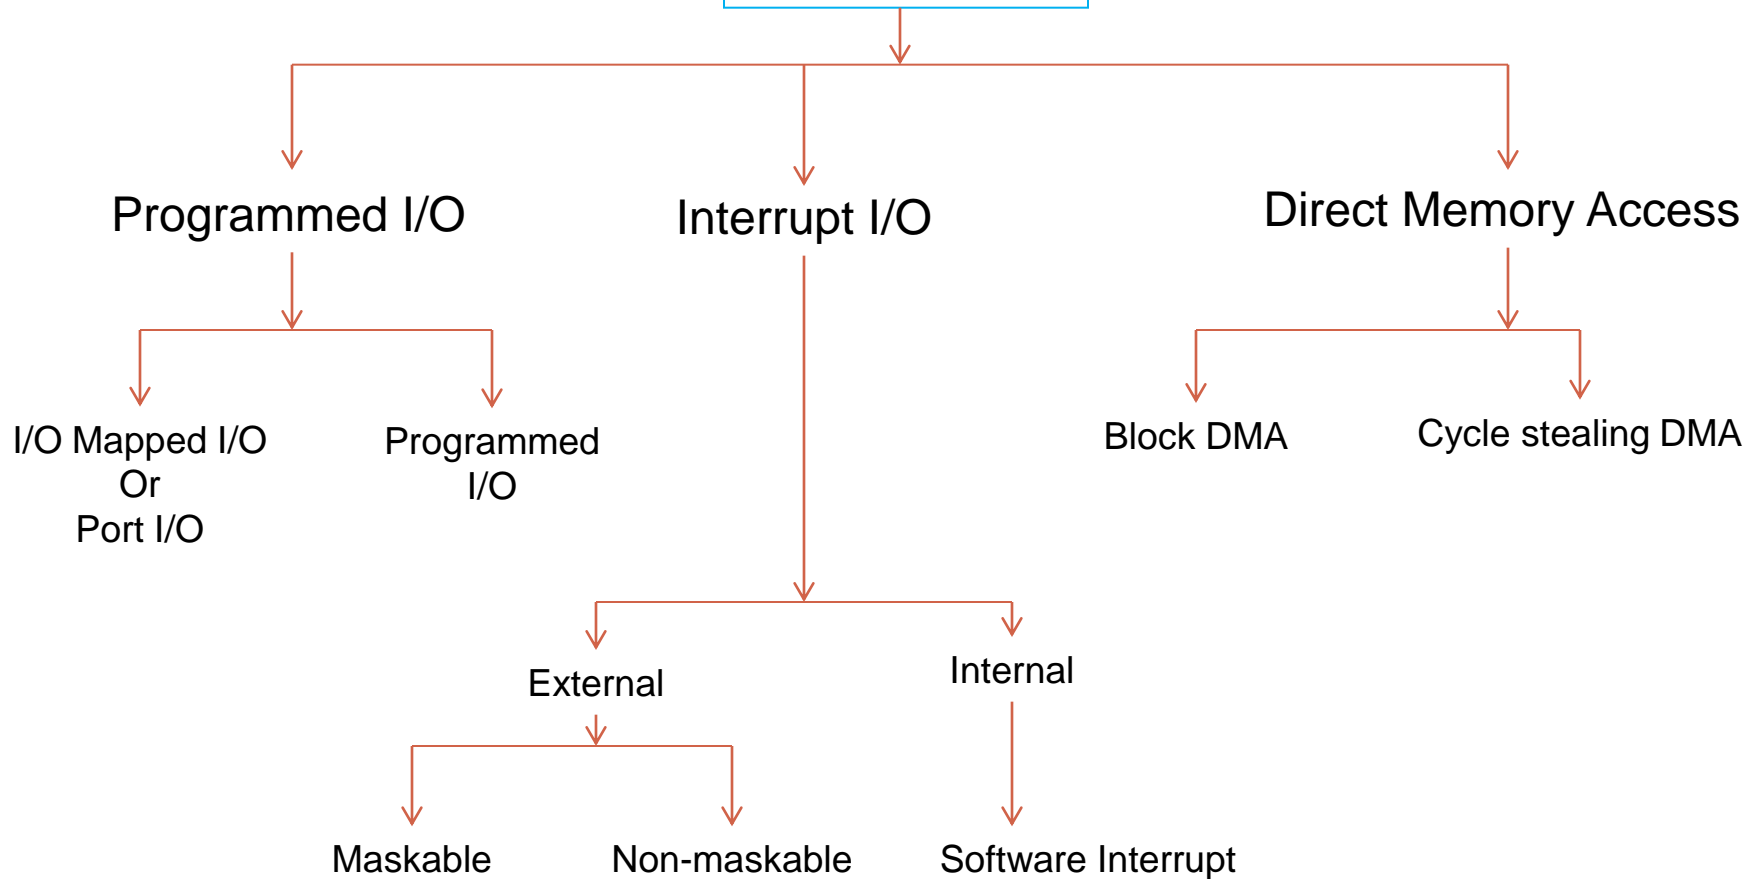 Programmed I/O
Interrupt I/O
Direct Memory Access
I/O Mapped I/O
Or
Port I/O
Programmed
I/O
Block DMA
Cycle stealing DMA
External
Internal
Maskable
Non-maskable
Software Interrupt